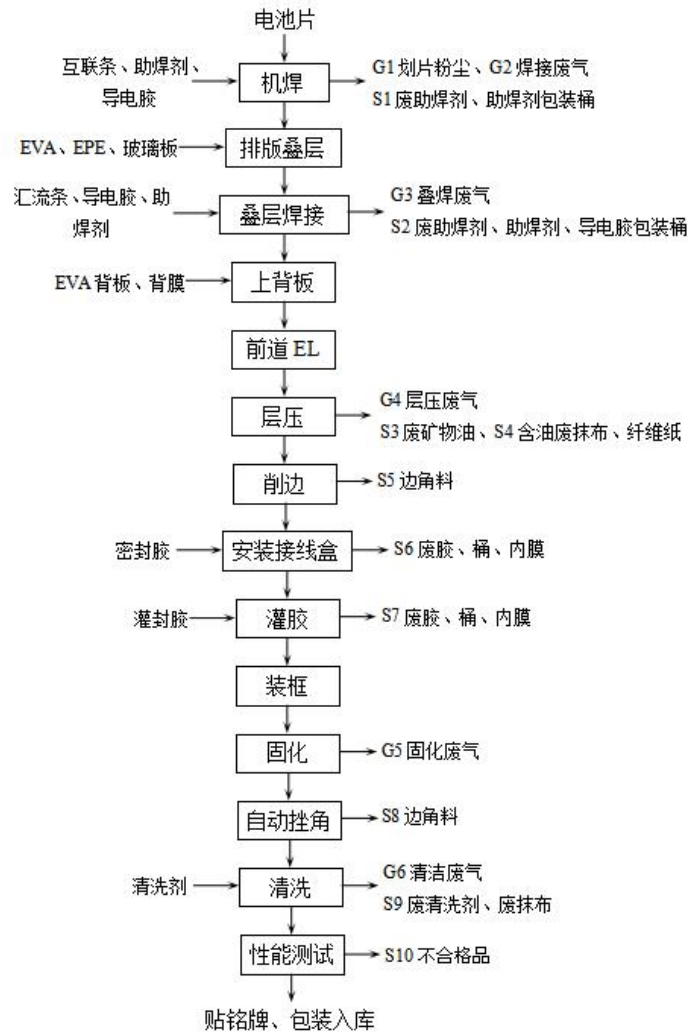 电池片
互联条、助焊剂、
导电胶
机焊
G1 划片粉尘、G2 焊接废气
S1 废助焊剂、助焊剂包装桶
EVA、EPE、玻璃板
排版叠层
汇流条、导电胶、助
焊剂
叠层焊接
G3 叠焊废气
S2 废助焊剂、助焊剂、导电胶包装桶
EVA 背板、背膜
上背板
前道 EL
层压
G4 层压废气
S3 废矿物油、S4 含油废抹布、纤维纸
削边
S5 边角料
密封胶
安装接线盒
S6 废胶、桶、内膜
灌封胶
灌胶
S7 废胶、桶、内膜
装框
固化
G5 固化废气
自动挫角
S8 边角料
清洗剂
清洗
G6 清洁废气
S9 废清洗剂、废抹布
性能测试
S10 不合格品
贴铭牌、包装入库